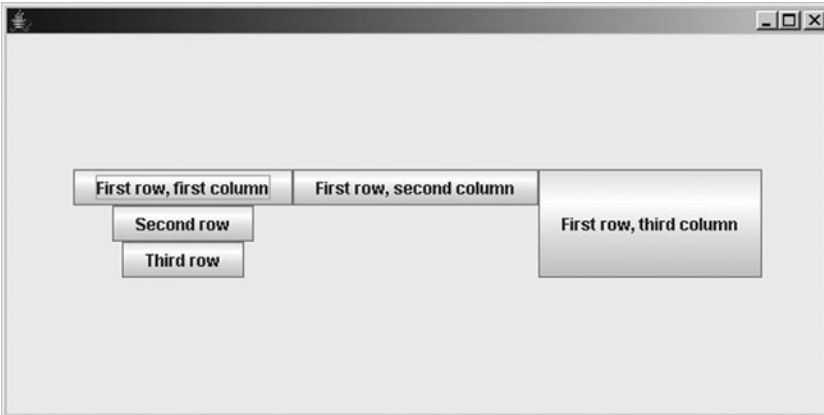 First row, first column
First row, second column
First row, third column
Second row
Third row